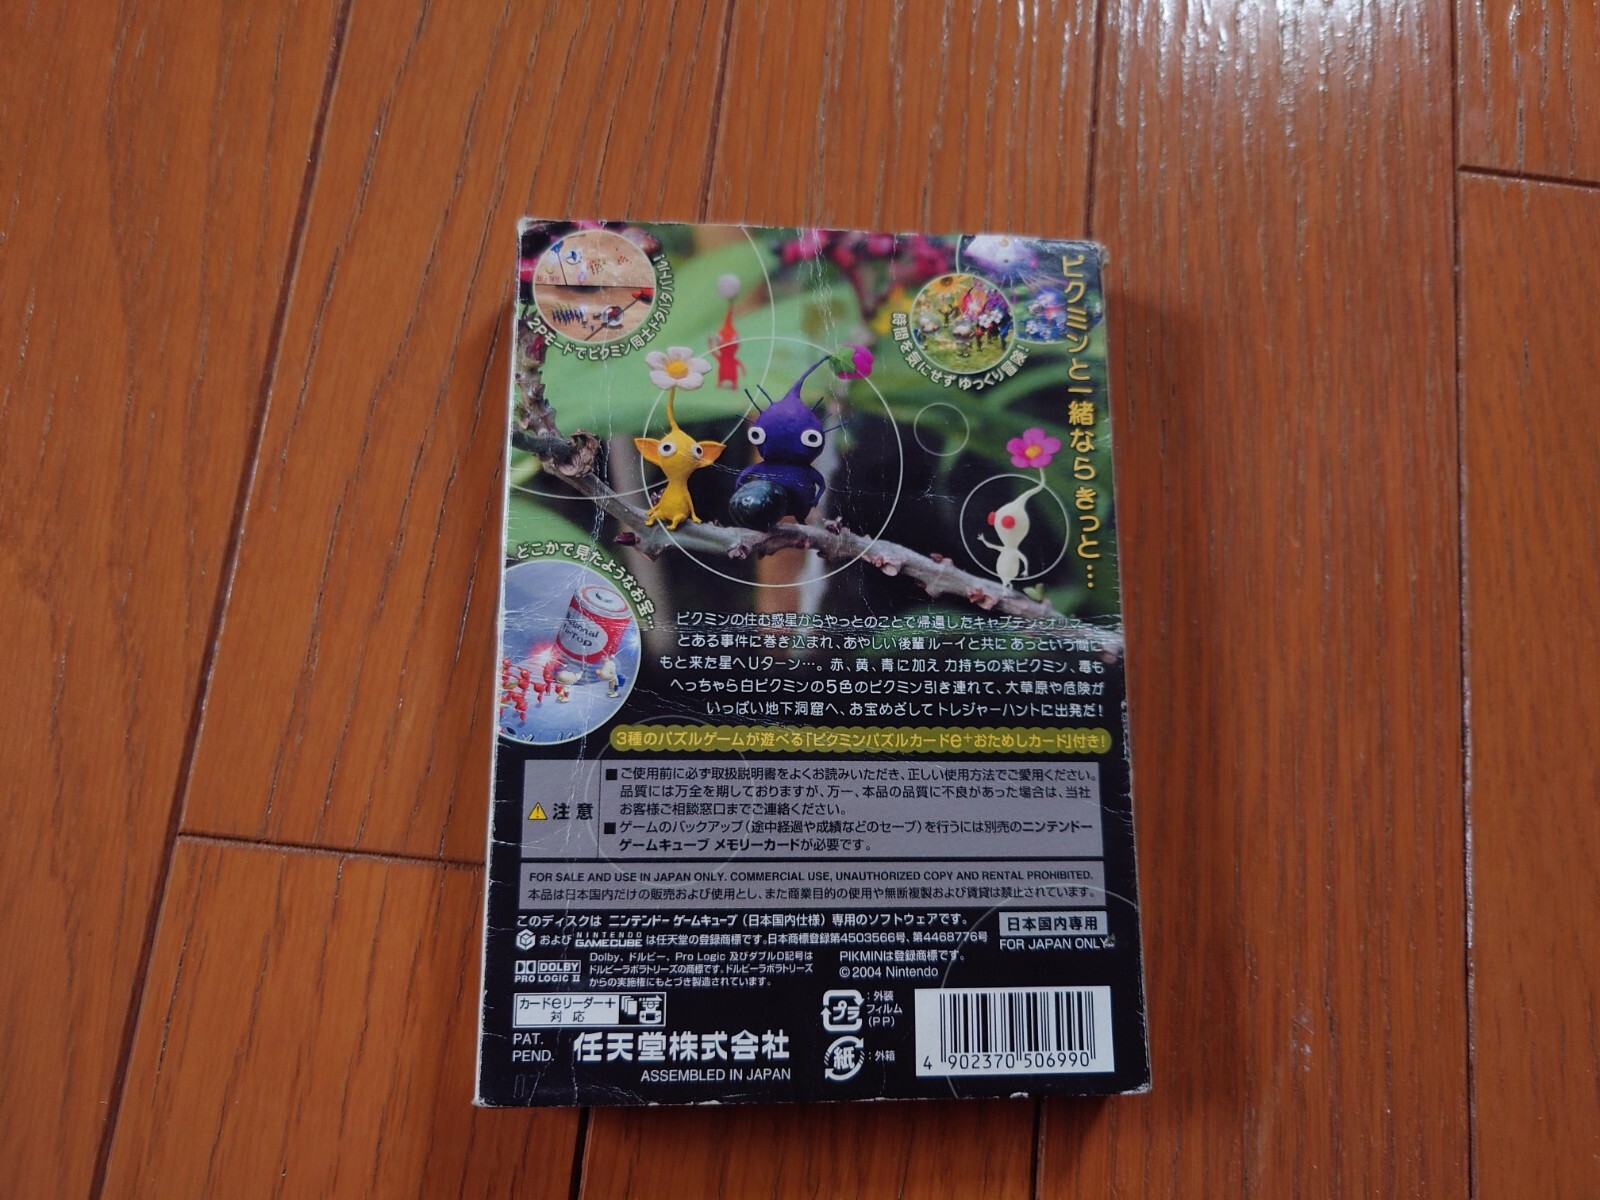 ピクミンと一緒ならきっと…
2Pモードでピクミン同士ドタバタバトル!
時間を気にせずゆっくり冒険!
どこかで見たようなお宝…
ピクミンの住む惑星からやっとのことで帰還したキャプテン・オリマー
とある事件に巻き込まれ、あやしい後輩ルーイと共にあっという間に
もと来た星へUターン…。赤、黄、青に加え力持ちの紫ピクミン、毒も
へっちゃら白ピクミンの5色のピクミン引き連れて、大草原や危険が
いっぱい地下洞窟へ、お宝めざしてトレジャーハントに出発だ!
3種のパズルゲームが遊べる「ピクミンパズルカードe+おためしカード」付き!
注意
■ご使用前に必ず取扱説明書をよくお読みいただき、正しい使用方法でご愛用ください。
品質には万全を期しておりますが、万一、本品の品質に不良があった場合は、当社
お客様ご相談窓口までご連絡ください。
■ゲームのバックアップ(途中経過や成績などのセーブ)を行うには別売のニンテンドー
ゲームキューブ メモリーカードが必要です。
FOR SALE AND USE IN JAPAN ONLY. COMMERCIAL USE, UNAUTHORIZED COPY AND RENTAL PROHIBITED.
本品は日本国内だけの販売および使用とし、また商業目的の使用や無断複製および賃貸は禁止されています。
このディスクは ニンテンドー ゲームキューブ(日本国内仕様)専用のソフトウェアです。
および NINTENDO GAMECUBE は任天堂の登録商標です。日本商標登録第4503566号、第4468776号
日本国内専用
FOR JAPAN ONLY
DOLBY
PRO LOGIC II
Dolby、ドルビー、Pro Logic 及びダブルD記号は
ドルビーラボラトリーズの商標です。ドルビーラボラトリーズ
からの実施権にもとづき製造されています。
PIKMINは登録商標です。
©2004 Nintendo
カードeリーダー+
対応
PAT.
PEND.
任天堂株式会社
ASSEMBLED IN JAPAN
プラ
:外装
フィルム
(PP)
紙
:外箱
4 902370 506990